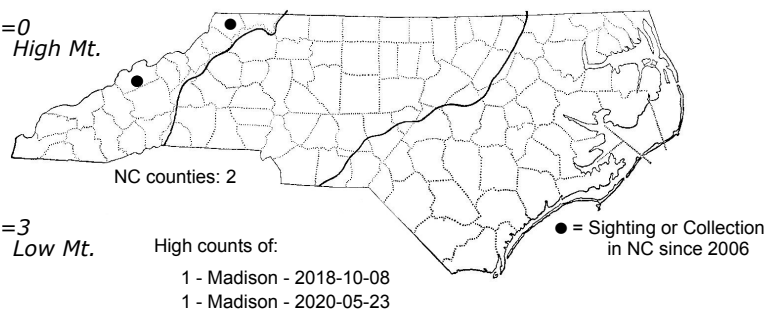 =0
High Mt.
NC counties: 2
=3
Low Mt.
High counts of:
1 - Madison - 2018-10-08
1 - Madison - 2020-05-23
● = Sighting or Collection
in NC since 2006